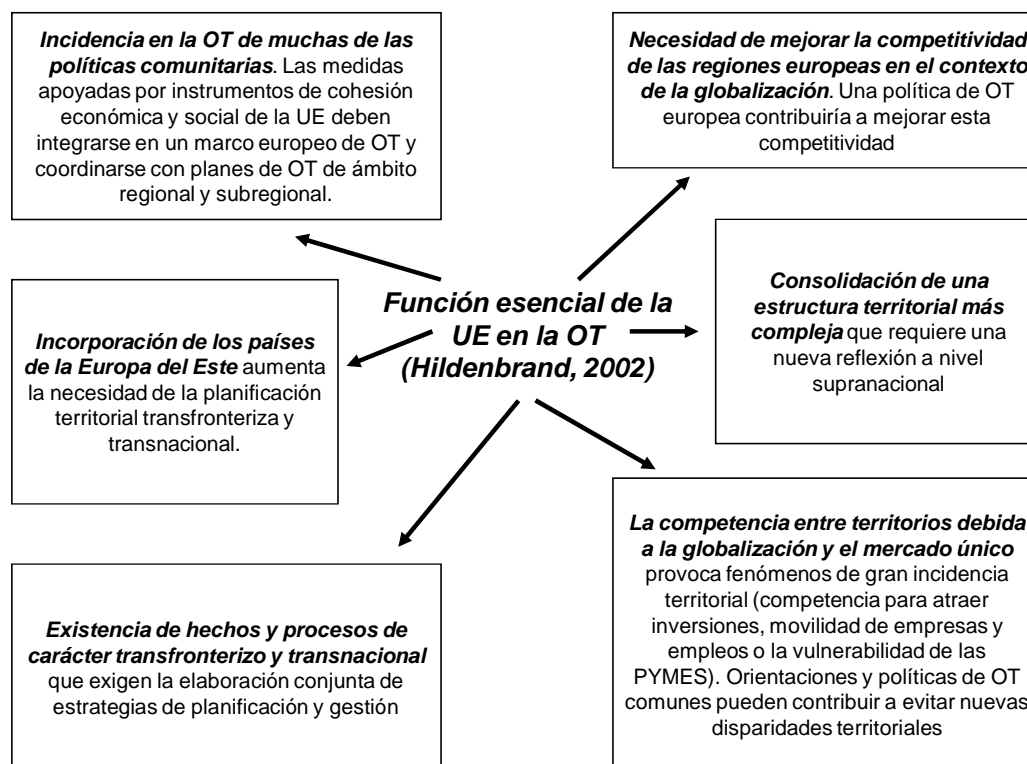 Incidencia en la OT de muchas de las
políticas comunitarias. Las medidas
apoyadas por instrumentos de cohesión
económica y social de la UE deben
integrarse en un marco europeo de OT y
coordinarse con planes de OT de ámbito
regional y subregional.
Necesidad de mejorar la competitividad
de las regiones europeas en el contexto
de la globalización. Una política de OT
europea contribuiría a mejorar esta
competitividad
Función esencial de la
UE en la OT
(Hildenbrand, 2002)
Incorporación de los países
de la Europa del Este aumenta
la necesidad de la planificación
territorial transfronteriza y
transnacional.
Consolidación de una
estructura territorial más
compleja que requiere una
nueva reflexión a nivel
supranacional
Existencia de hechos y procesos de
carácter transfronterizo y transnacional
que exigen la elaboración conjunta de
estrategias de planificación y gestión
La competencia entre territorios debida
a la globalización y el mercado único
provoca fenómenos de gran incidencia
territorial (competencia para atraer
inversiones, movilidad de empresas y
empleos o la vulnerabilidad de las
PYMES). Orientaciones y políticas de OT
comunes pueden contribuir a evitar nuevas
disparidades territoriales